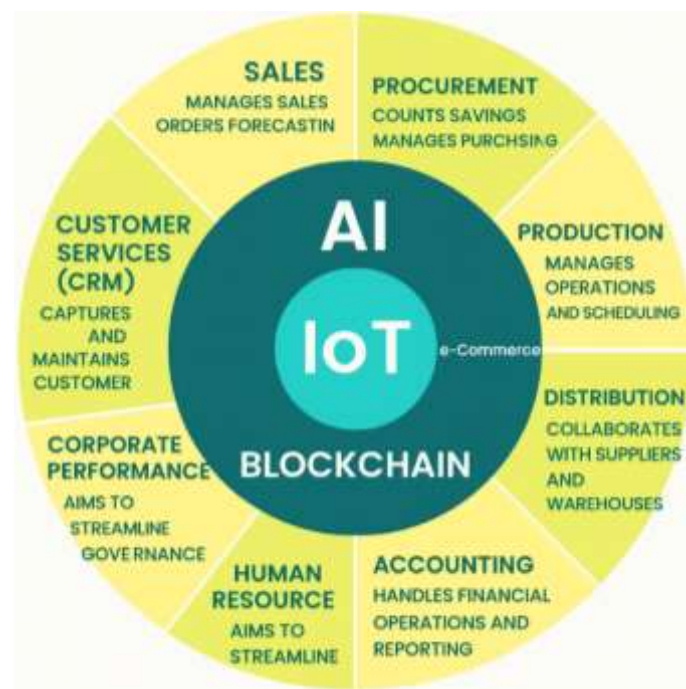 SALES
MANAGES SALES
ORDERS FORECASTIN
PROCUREMENT
COUNTS SAVINGS
MANAGES PURCHSING
PRODUCTION
MANAGES
OPERATIONS
AND SCHEDULING
DISTRIBUTION
COLLABORATES
WITH SUPPLIERS
AND
WAREHOUSES
ACCOUNTING
HANDLES FINANCIAL
OPERATIONS AND
REPORTING
HUMAN
RESOURCE
AIMS TO
STREAMLINE
CORPORATE
PERFORMANCE
AIMS TO
STREAMLINE
GOVERNANCE
CUSTOMER
SERVICES
(CRM)
CAPTURES
AND
MAINTAINS
CUSTOMER
AI
IoT
e-Commerce
BLOCKCHAIN